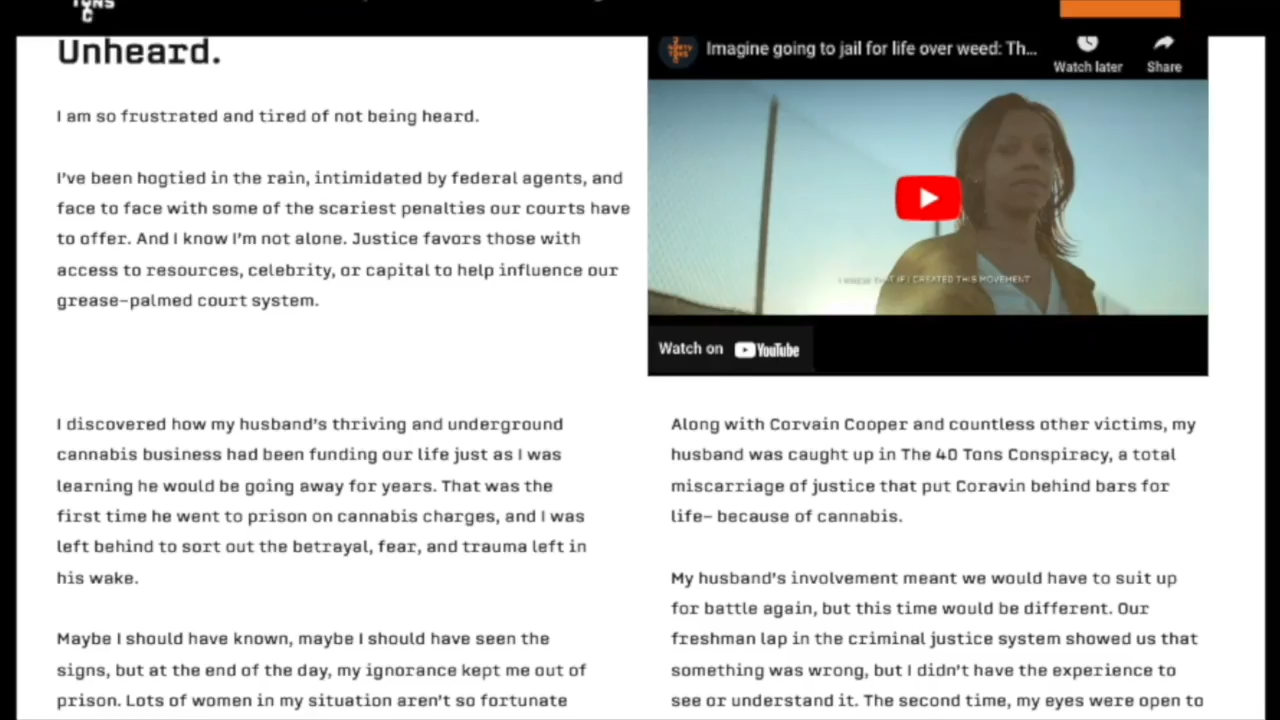 TONS
C
Unheard.
I am so frustrated and tired of not being heard.
I've been hogtied in the rain, intimidated by federal agents, and
face to face with some of the scariest penalties our courts have
to offer. And I know I'm not alone. Justice favors those with
access to resources, celebrity, or capital to help influence our
grease-palmed court system.
Imagine going to jail for life over weed: Th...
Watch later
Share
I KNEW THAT IF I CREATED THIS MOVEMENT
Watch on YouTube
I discovered how my husband's thriving and underground
cannabis business had been funding our life just as I was
learning he would be going away for years. That was the
first time he went to prison on cannabis charges, and I was
left behind to sort out the betrayal, fear, and trauma left in
his wake.
Maybe I should have known, maybe I should have seen the
signs, but at the end of the day, my ignorance kept me out of
prison. Lots of women in my situation aren't so fortunate
Along with Corvain Cooper and countless other victims, my
husband was caught up in The 40 Tons Conspiracy, a total
miscarriage of justice that put Coravin behind bars for
life– because of cannabis.
My husband's involvement meant we would have to suit up
for battle again, but this time would be different. Our
freshman lap in the criminal justice system showed us that
something was wrong, but I didn't have the experience to
see or understand it. The second time, my eyes were open to